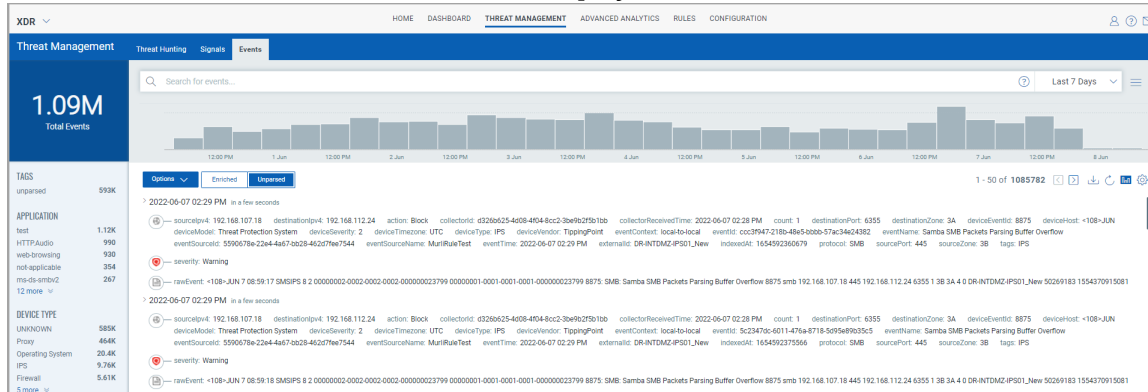 XDR
HOME DASHBOARD THREAT MANAGEMENT ADVANCED ANALYTICS RULES CONFIGURATION
Threat Management
Threat Hunting Signals Events
1.09M
Total Events
Search for events...
Last 7 Days
12:00 PM 1 Jun 12:00 PM 2 Jun 12:00 PM 3 Jun 12:00 PM 4 Jun 12:00 PM 5 Jun 12:00 PM 6 Jun 12:00 PM 7 Jun 12:00 PM 8 Jun
TAGS
unparsed 593K
APPLICATION
test 1.12K
HTTPAudio 990
web-browsing 930
not-applicable 354
ms-ds-smbv2 267
12 more
DEVICE TYPE
UNKNOWN 585K
Proxy 464K
Operating System 20.4K
IPS 9.76K
Firewall 5.61K
5 more
Options Enriched Unparsed
1 - 50 of 1085782
2022-06-07 02:29 PM in a few seconds
sourceIpv4: 192.168.107.18 destinationIpv4: 192.168.112.24 action: Block collectorId: d326b625-4d08-4f04-8cc2-3be9b2f5b1bb collectorReceivedTime: 2022-06-07 02:28 PM count: 1 destinationPort: 6355 destinationZone: 3A deviceEventId: 8875 deviceHost: <108>JUN
deviceModel: Threat Protection System deviceSeverity: 2 deviceTimezone: UTC deviceType: IPS deviceVendor: TippingPoint eventContext: local-to-local eventId: ccc3f947-218b-48e5-bbbb-57ac34e24382 eventName: Samba SMB Packets Parsing Buffer Overflow
eventSourceId: 5590678e-22e4-4a67-bb28-462d7fee7544 eventSourceName: MurliRuleTest eventTime: 2022-06-07 02:29 PM externalId: DR-INTDMZ-IPS01_New indexedAt: 1654592360679 protocol: SMB sourcePort: 445 sourceZone: 3B tags: IPS
severity: Warning
rawEvent: <108>JUN 7 08:59:17 SMSIPS 8 2 00000002-0002-0002-0002-000000023799 00000001-0001-0001-0001-000000023799 8875: SMB: Samba SMB Packets Parsing Buffer Overflow 8875 smb 192.168.107.18 445 192.168.112.24 6355 1 3B 3A 4 0 DR-INTDMZ-IPS01_New 50269183 1554370915081
2022-06-07 02:29 PM in a few seconds
sourceIpv4: 192.168.107.18 destinationIpv4: 192.168.112.24 action: Block collectorId: d326b625-4d08-4f04-8cc2-3be9b2f5b1bb collectorReceivedTime: 2022-06-07 02:28 PM count: 1 destinationPort: 6355 destinationZone: 3A deviceEventId: 8875 deviceHost: <108>JUN
deviceModel: Threat Protection System deviceSeverity: 2 deviceTimezone: UTC deviceType: IPS deviceVendor: TippingPoint eventContext: local-to-local eventId: 5c2347dc-6011-476a-8718-5d95e89b35c5 eventName: Samba SMB Packets Parsing Buffer Overflow
eventSourceId: 5590678e-22e4-4a67-bb28-462d7fee7544 eventSourceName: MurliRuleTest eventTime: 2022-06-07 02:29 PM externalId: DR-INTDMZ-IPS01_New indexedAt: 1654592375566 protocol: SMB sourcePort: 445 sourceZone: 3B tags: IPS
severity: Warning
rawEvent: <108>JUN 7 08:59:18 SMSIPS 8 2 00000002-0002-0002-0002-000000023799 00000001-0001-0001-0001-000000023799 8875: SMB: Samba SMB Packets Parsing Buffer Overflow 8875 smb 192.168.107.18 445 192.168.112.24 6355 1 3B 3A 4 0 DR-INTDMZ-IPS01_New 50269183 1554370915081